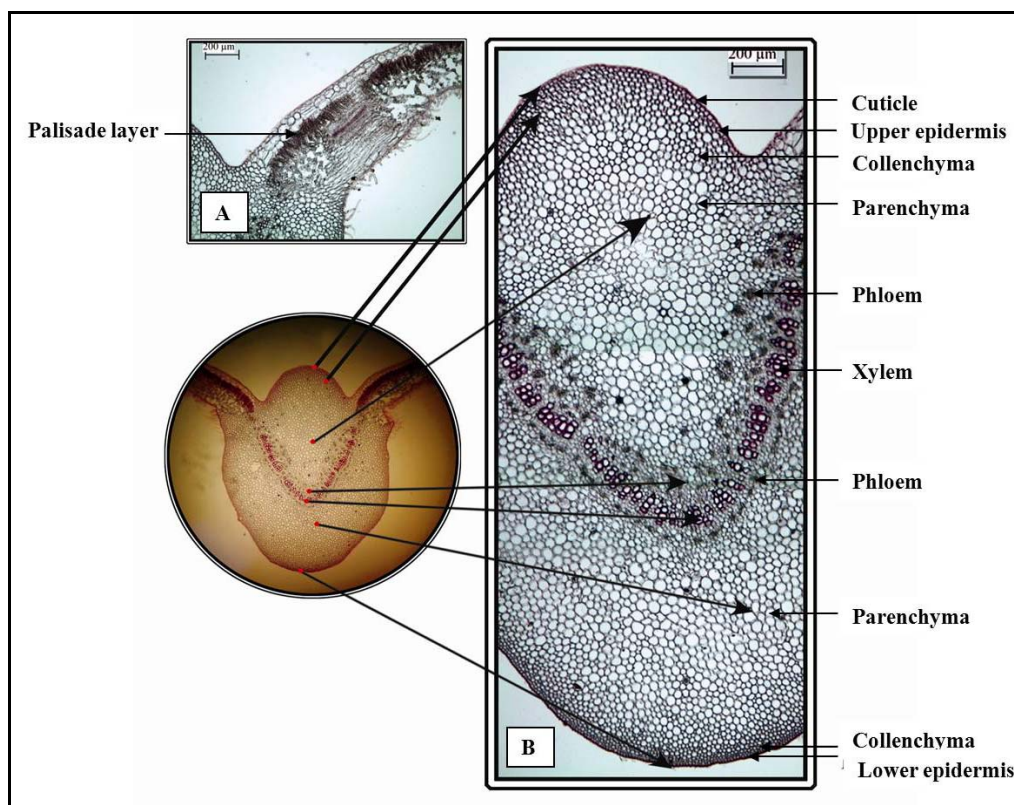 200 µm
Palisade layer
A
200 µm
Cuticle
Upper epidermis
Collenchyma
Parenchyma
Phloem
Xylem
Phloem
Parenchyma
Collenchyma
Lower epidermis
B